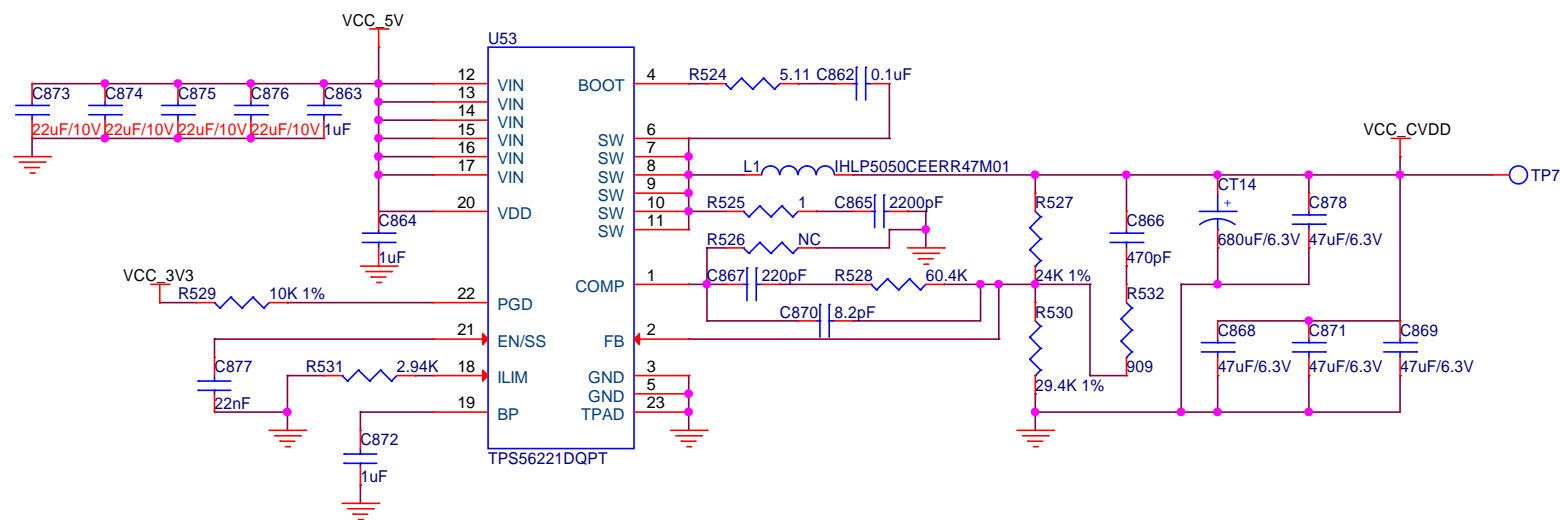 VCC_5V
U53
C873
C874
C875
C876
C863
22uF/10V
22uF/10V
22uF/10V
22uF/10V
1uF
12
VIN
13
VIN
14
VIN
15
VIN
16
VIN
17
VIN
20
VDD
C864
1uF
VCC_3V3
R529
10K 1%
22
PGD
21
EN/SS
C877
22nF
R531
2.94K
18
ILIM
19
BP
C872
1uF
TPS56221DQPT
BOOT
4
R524
5.11
C862
0.1uF
SW
6
SW
7
SW
8
SW
9
SW
10
SW
11
L1
IHLP5050CEERR47M01
R525
1
C865
2200pF
R526
NC
COMP
1
C867
220pF
R528
60.4K
C870
8.2pF
FB
2
GND
3
GND
5
TPAD
23
R527
24K 1%
R530
29.4K 1%
C866
470pF
R532
909
VCC_CVDD
TP7
CT14
+
680uF/6.3V
C878
47uF/6.3V
C868
47uF/6.3V
C871
47uF/6.3V
C869
47uF/6.3V